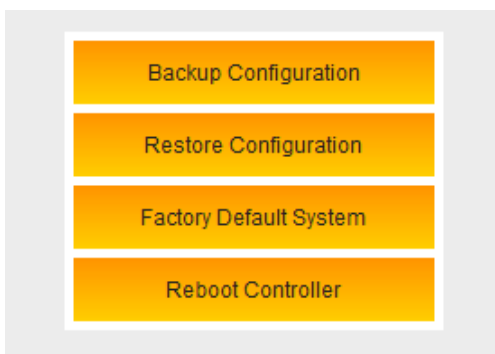 Backup Configuration
Restore Configuration
Factory Default System
Reboot Controller